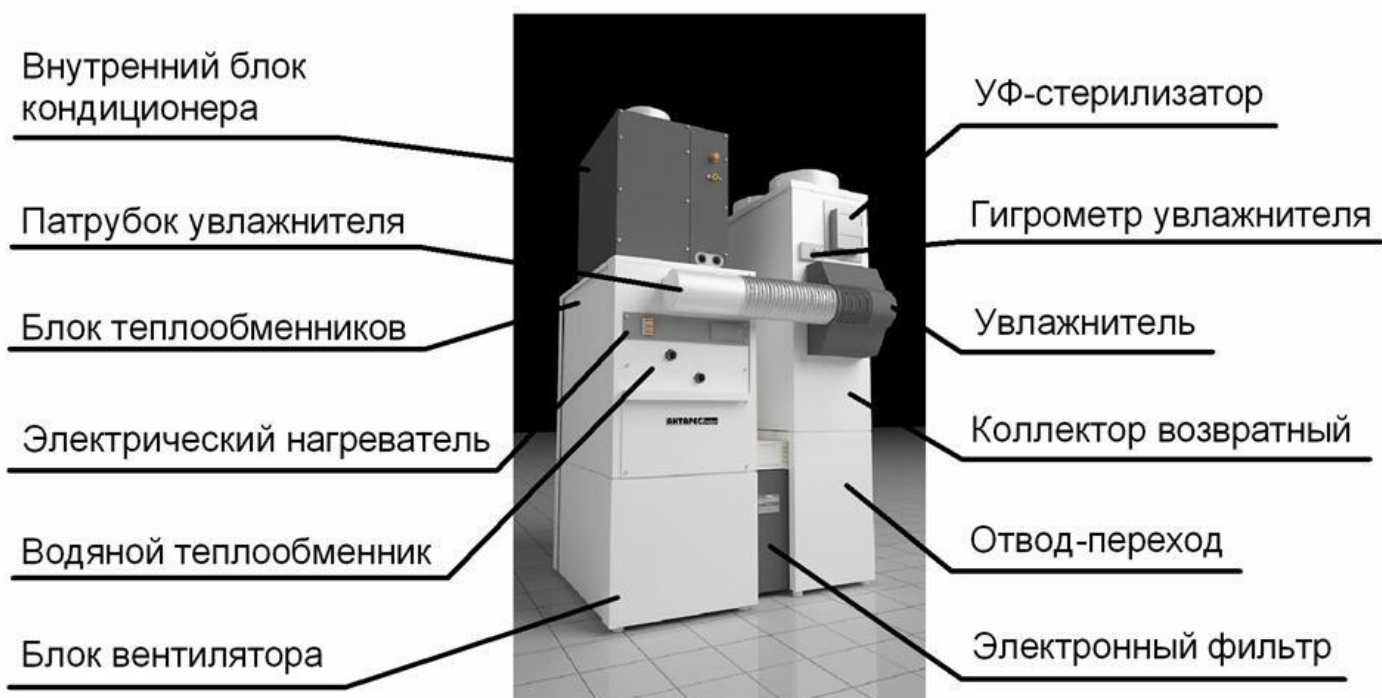 Внутренний блок
кондиционера
Патрубок увлажнителя
Блок теплообменников
Электрический нагреватель
Водяной теплообменник
Блок вентилятора
УФ-стерилизатор
Гигрометр увлажнителя
Увлажнитель
Коллектор возвратный
Отвод-переход
Электронный фильтр
АНТАРЕС